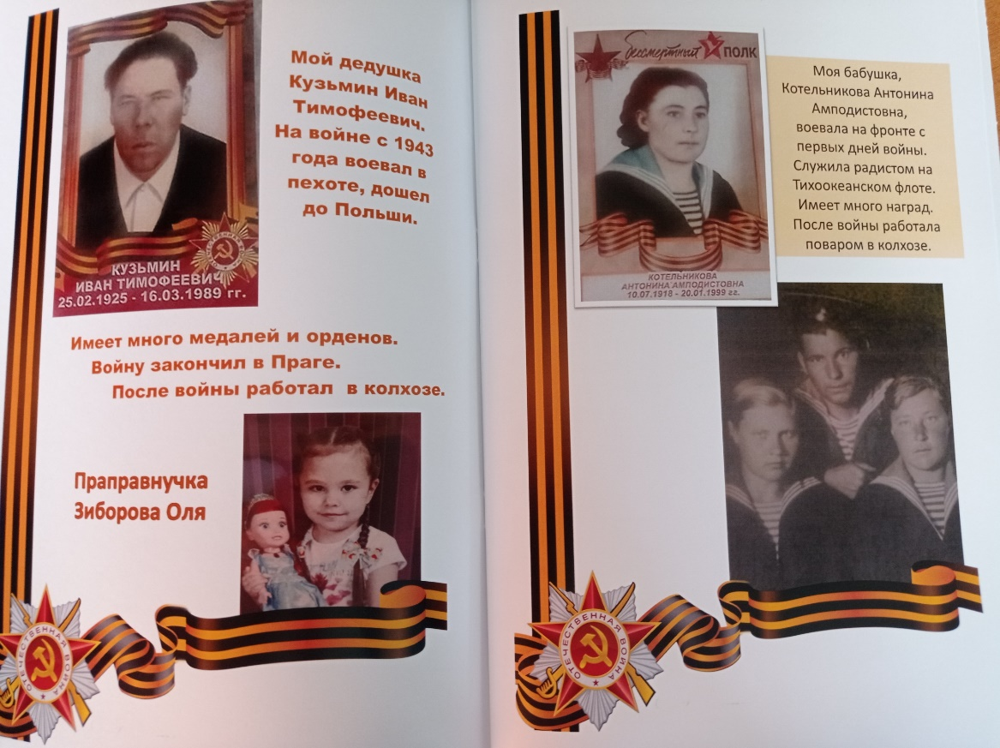 Мой дедушка
Кузьмин Иван
Тимофеевич.
На войне с 1943
года воевал в
пехоте, дошел
до Польши.
КУЗЬМИН
ИВАН ТИМОФЕЕВИЧ
25.02.1925 - 16.03.1989 гг.
Имеет много медалей и орденов.
Войну закончил в Праге.
После войны работал в колхозе.
Праправнучка
Зиборова Оля
ОТЕЧЕСТВЕННАЯ ВОЙНА
бессмертный ПОЛК
КОТЕЛЬНИКОВА
АНТОНИНА АМПОДИСТОВНА
10.07.1918 - 20.01.1999 гг.
Моя бабушка,
Котельникова Антонина
Амподистовна,
воевала на фронте с
первых дней войны.
Служила радистом на
Тихоокеанском флоте.
Имеет много наград.
После войны работала
поваром в колхозе.
ОТЕЧЕСТВЕННАЯ ВОЙНА